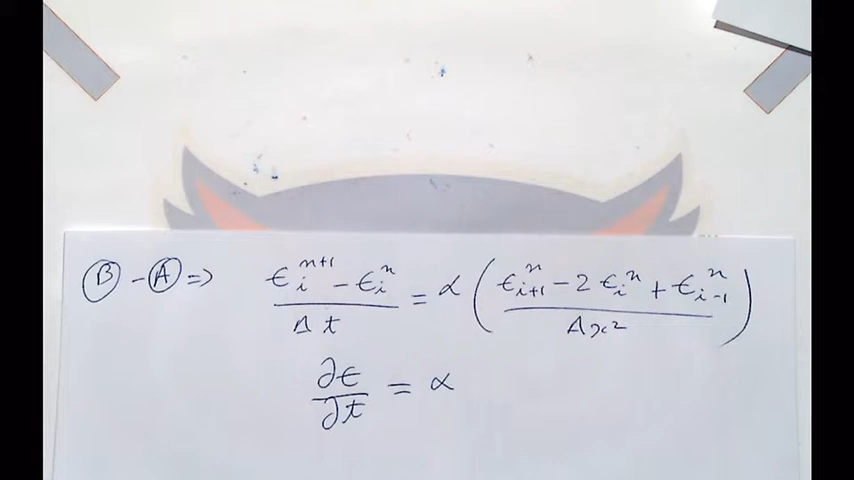 Ⓑ - Ⓐ => (ϵ_i^{n+1} - ϵ_i^n) / Δt = α ( (ϵ_{i+1}^n - 2 ϵ_i^n + ϵ_{i-1}^n) / Δx² )
∂ϵ / ∂t = α